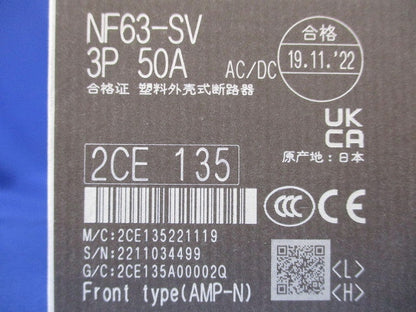 NF63-SV
3P 50A AC/DC
合格
19.11.'22
合格证 塑料外壳式断路器
UK
CA
原产地:日本
2CE 135
CCC CE
M/C:2CE135221119
S/N:2211034499
G/C:2CE135A00002Q
Front type(AMP-N)
<L>
<H>